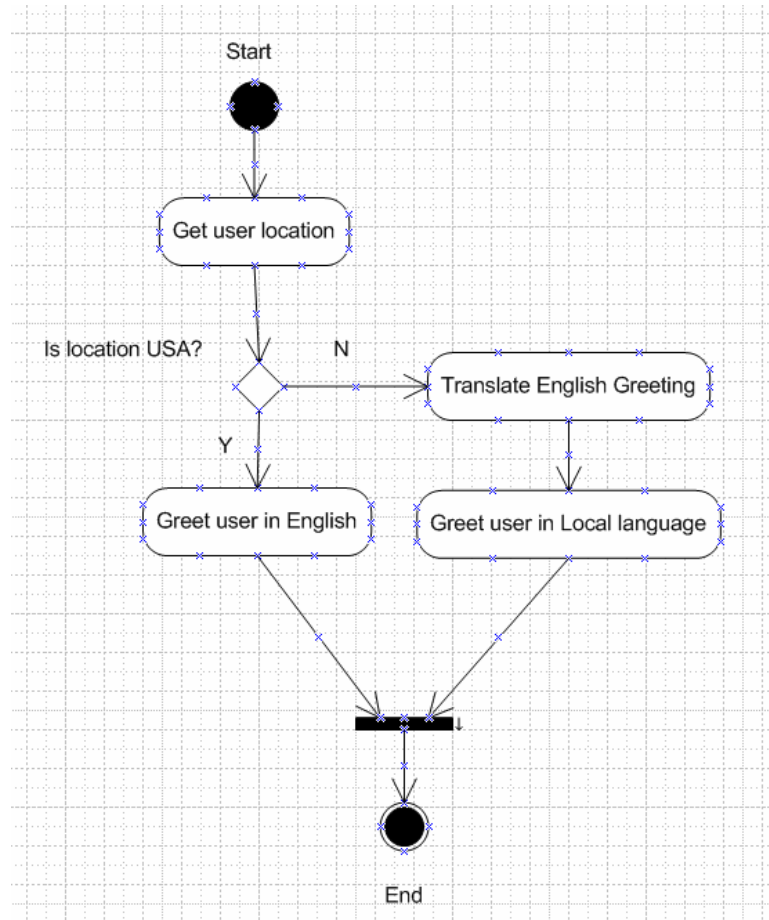 Start
Get user location
Is location USA?
N
Translate English Greeting
Y
Greet user in English
Greet user in Local language
End